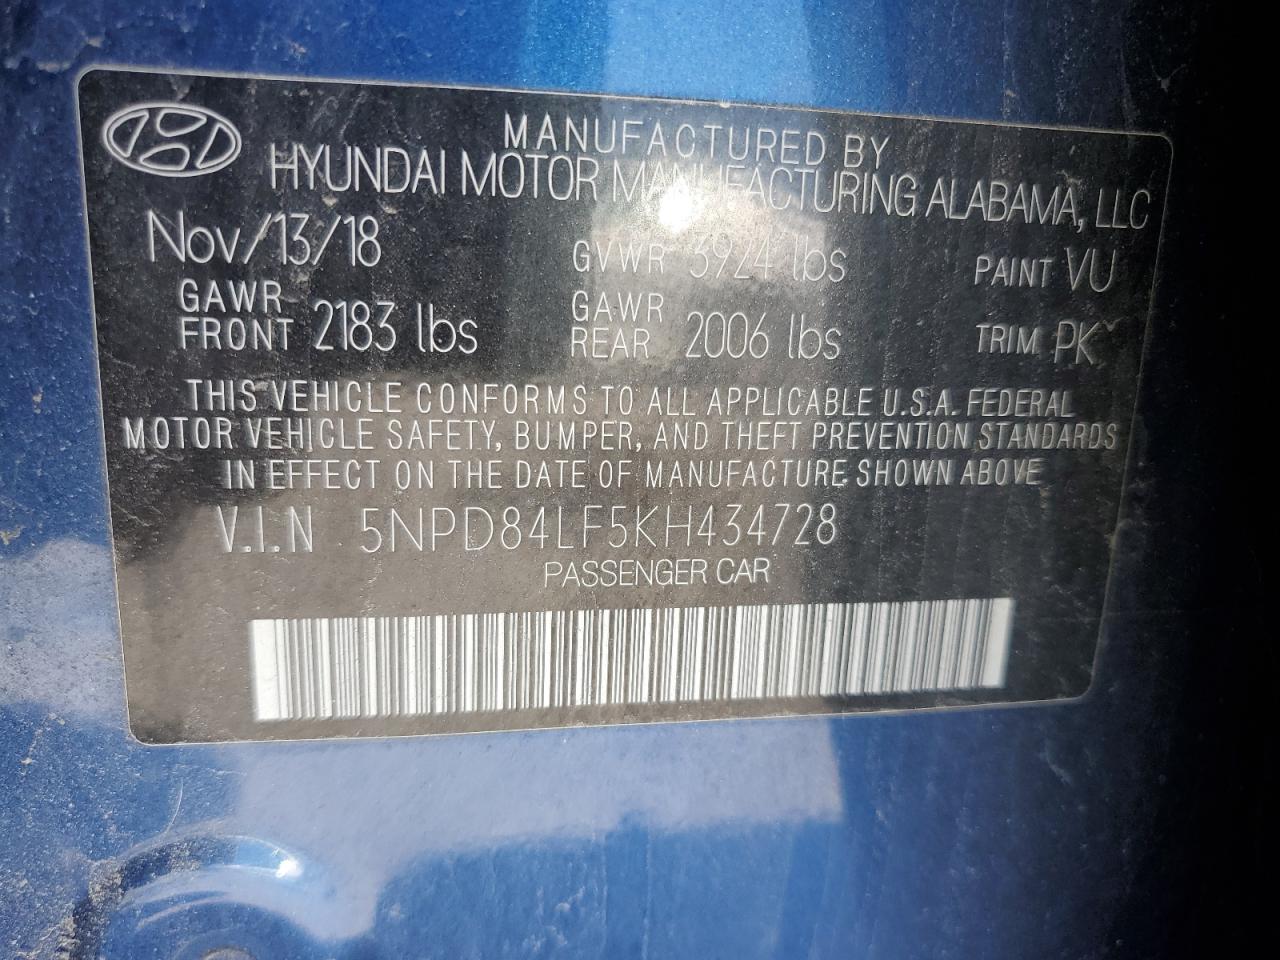 MANUFACTURED BY
HYUNDAI MOTOR MANUFACTURING ALABAMA, LLC
Nov/13/18 GVWR 3924 lbs PAINT VU
GAWR FRONT 2183 lbs GAWR REAR 2006 lbs TRIM PK
THIS VEHICLE CONFORMS TO ALL APPLICABLE U.S.A. FEDERAL
MOTOR VEHICLE SAFETY, BUMPER, AND THEFT PREVENTION STANDARDS
IN EFFECT ON THE DATE OF MANUFACTURE SHOWN ABOVE
V.I.N 5NPD84LF5KH434728
PASSENGER CAR